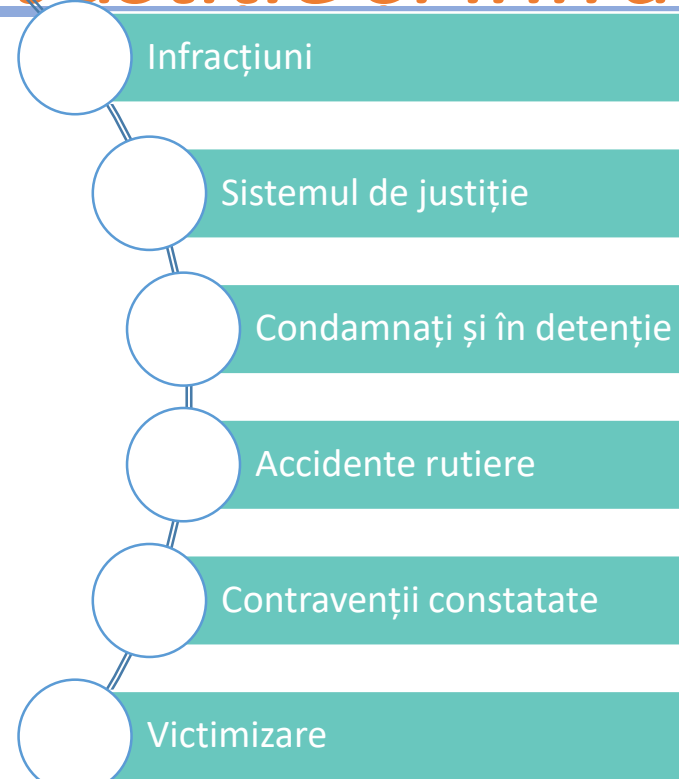 Infracțiuni
Sistemul de justiție
Condamnați și în detenție
Accidente rutiere
Contravenții constatate
Victimizare